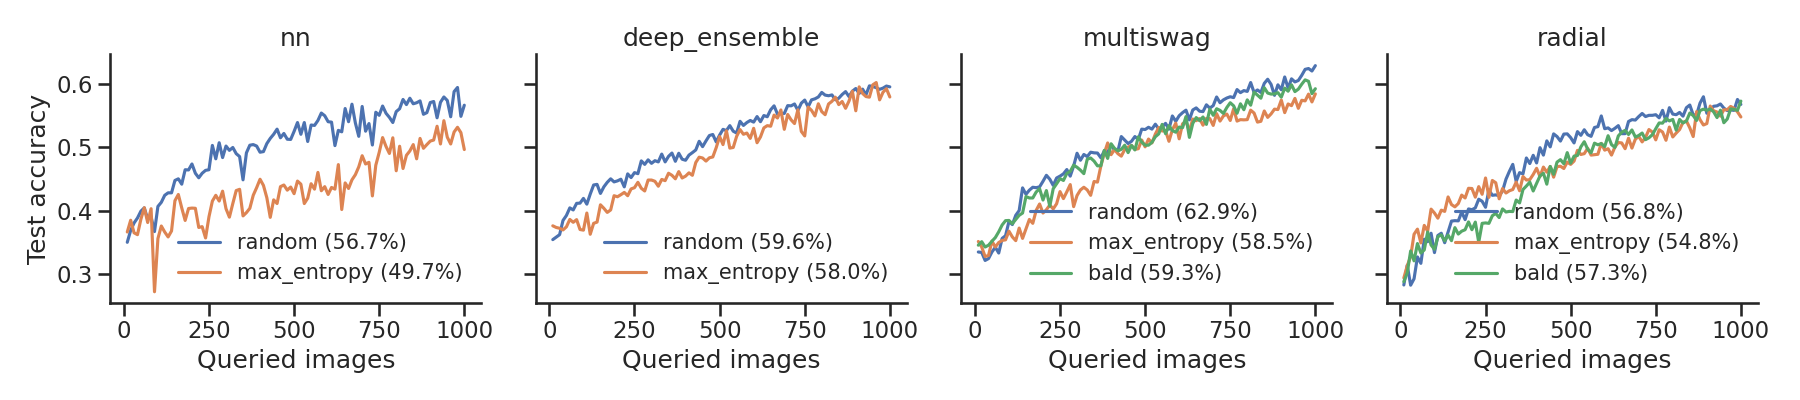 nn
deep_ensemble
multiswag
radial
Test accuracy
0.6
0.5
0.4
0.3
random (56.7%)
max_entropy (49.7%)
random (59.6%)
max_entropy (58.0%)
random (62.9%)
max_entropy (58.5%)
bald (59.3%)
random (56.8%)
max_entropy (54.8%)
bald (57.3%)
0 250 500 750 1000
0 250 500 750 1000
0 250 500 750 1000
0 250 500 750 1000
Queried images
Queried images
Queried images
Queried images